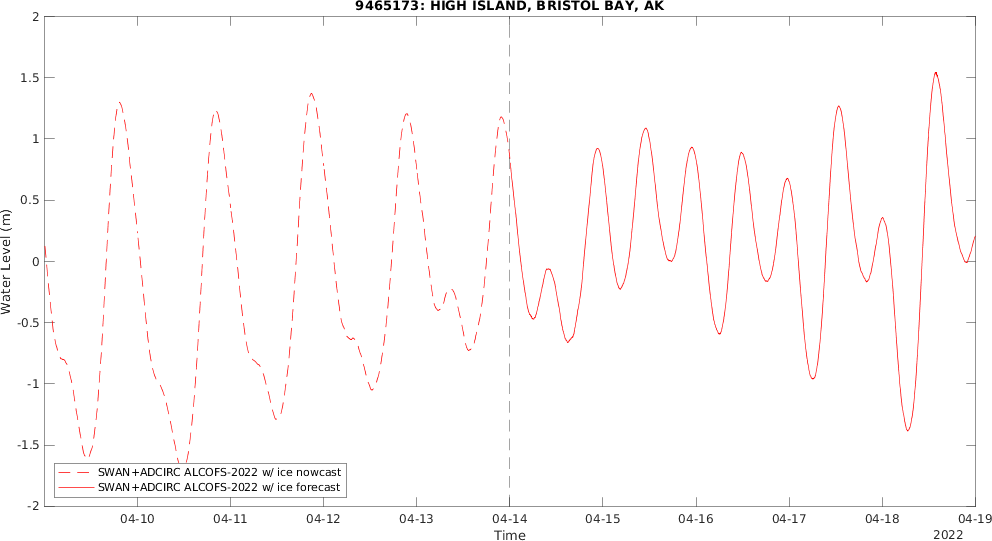 9465173: HIGH ISLAND, BRISTOL BAY, AK
2
1.5
1
0.5
0
-0.5
-1
-1.5
-2
Water Level (m)
SWAN+ADCIRC ALCOFS-2022 w/ ice nowcast
SWAN+ADCIRC ALCOFS-2022 w/ ice forecast
04-10 04-11 04-12 04-13 04-14 04-15 04-16 04-17 04-18 04-19
Time
2022